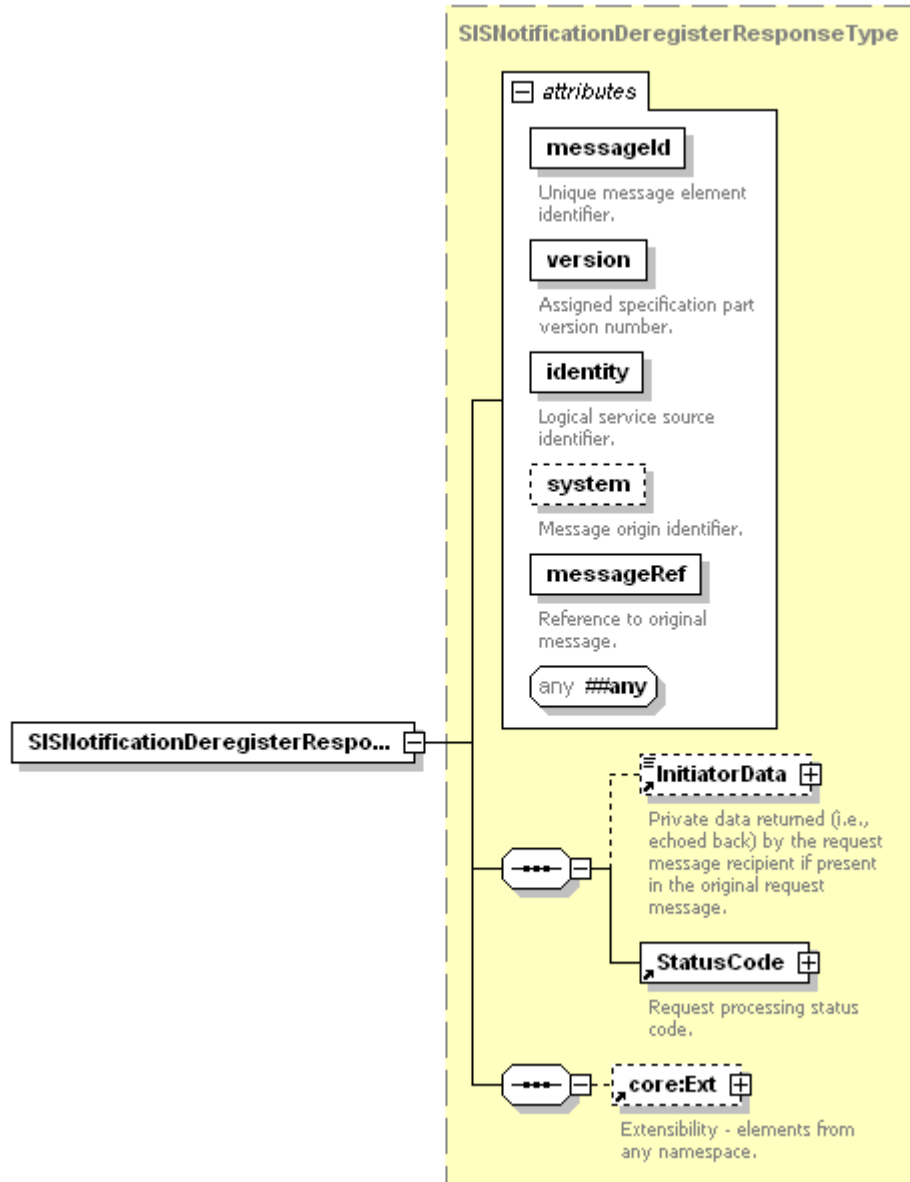 SISNotificationDeregisterResponseType
attributes
messageId
Unique message element
identifier.
version
Assigned specification part
version number.
identity
Logical service source
identifier.
system
Message origin identifier.
messageRef
Reference to original
message.
any ##any
SISNotificationDeregisterRespo...
InitiatorData
Private data returned (i.e.,
echoed back) by the request
message recipient if present
in the original request
message.
StatusCode
Request processing status
code.
core:Ext
Extensibility - elements from
any namespace.